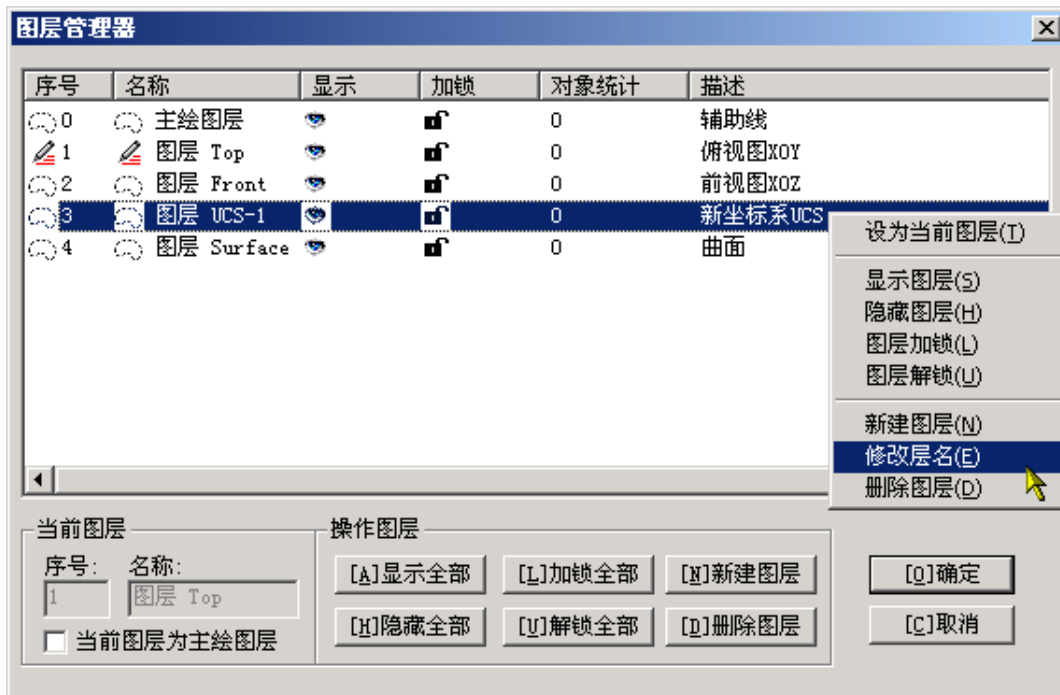 图层管理器
序号 名称 显示 加锁 对象统计 描述
0 主绘图层 0 辅助线
1 图层 Top 0 俯视图XOY
2 图层 Front 0 前视图XOZ
3 图层 UCS-1 0 新坐标系UCS
4 图层 Surface 0 曲面
设为当前图层(T)
显示图层(S)
隐藏图层(H)
图层加锁(L)
图层解锁(U)
新建图层(N)
修改层名(E)
删除图层(D)
当前图层
序号: 名称:
1 图层 Top
当前图层为主绘图层
操作图层
[A]显示全部 [L]加锁全部 [N]新建图层
[H]隐藏全部 [U]解锁全部 [D]删除图层
[O]确定
[C]取消